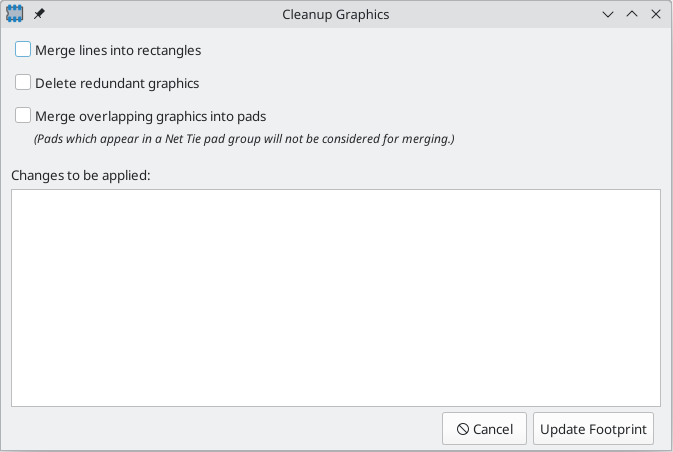 Cleanup Graphics
Merge lines into rectangles
Delete redundant graphics
Merge overlapping graphics into pads
(Pads which appear in a Net Tie pad group will not be considered for merging.)
Changes to be applied:
Cancel
Update Footprint